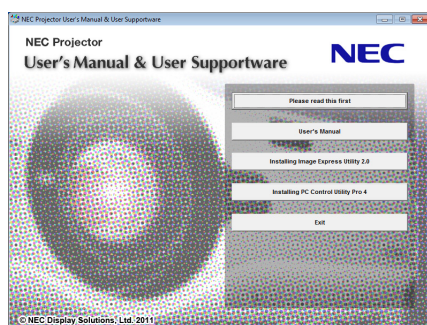 NEC Projector User's Manual & User Supportware
NEC Projector
NEC
User's Manual & User Supportware
Please read this first
User's Manual
Installing Image Express Utility 2.0
Installing PC Control Utility Pro 4
Exit
© NEC Display Solutions, Ltd. 2011